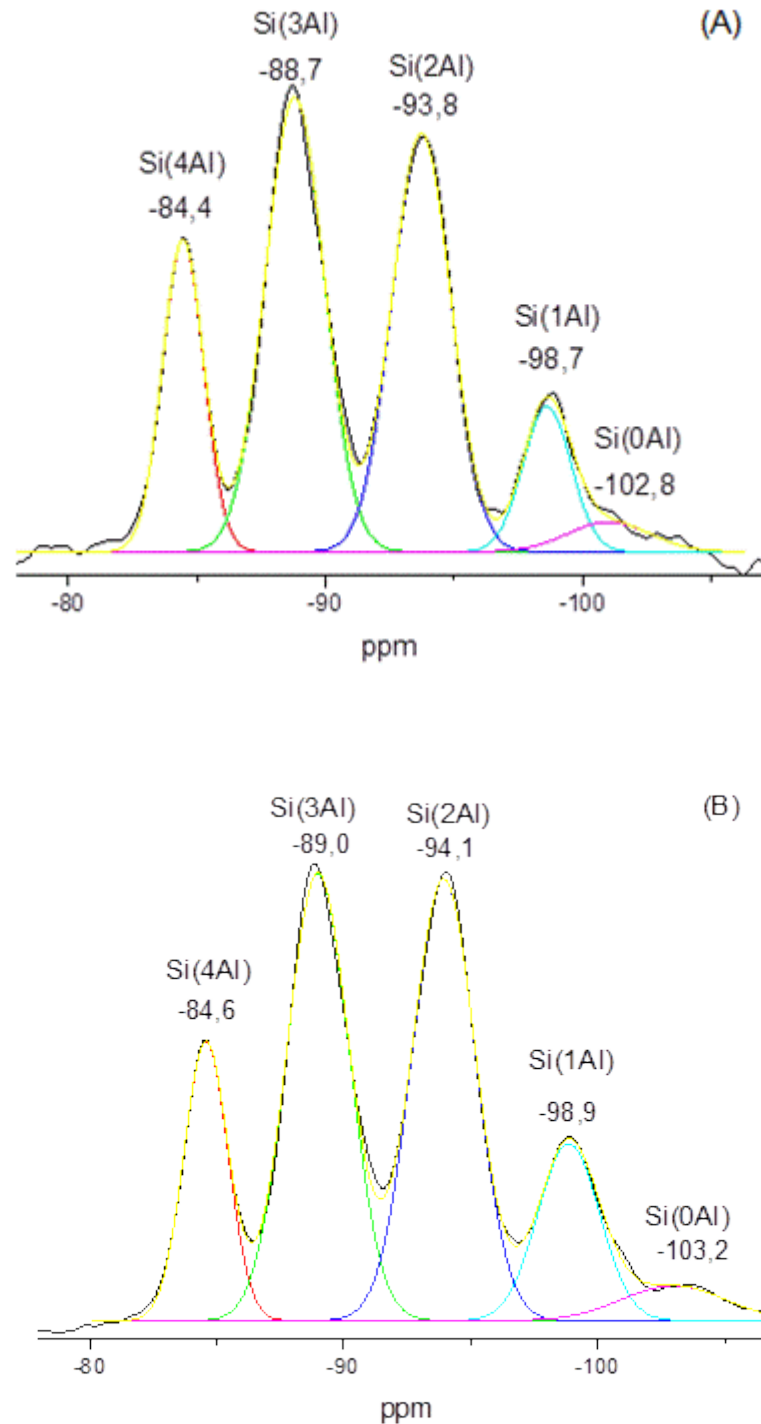 (A)
Si(3Al)
-88,7
Si(2Al)
-93,8
Si(4Al)
-84,4
Si(1Al)
-98,7
Si(0Al)
-102,8
-80
-90
-100
ppm
(B)
Si(3Al)
-89,0
Si(2Al)
-94,1
Si(4Al)
-84,6
Si(1Al)
-98,9
Si(0Al)
-103,2
-80
-90
-100
ppm